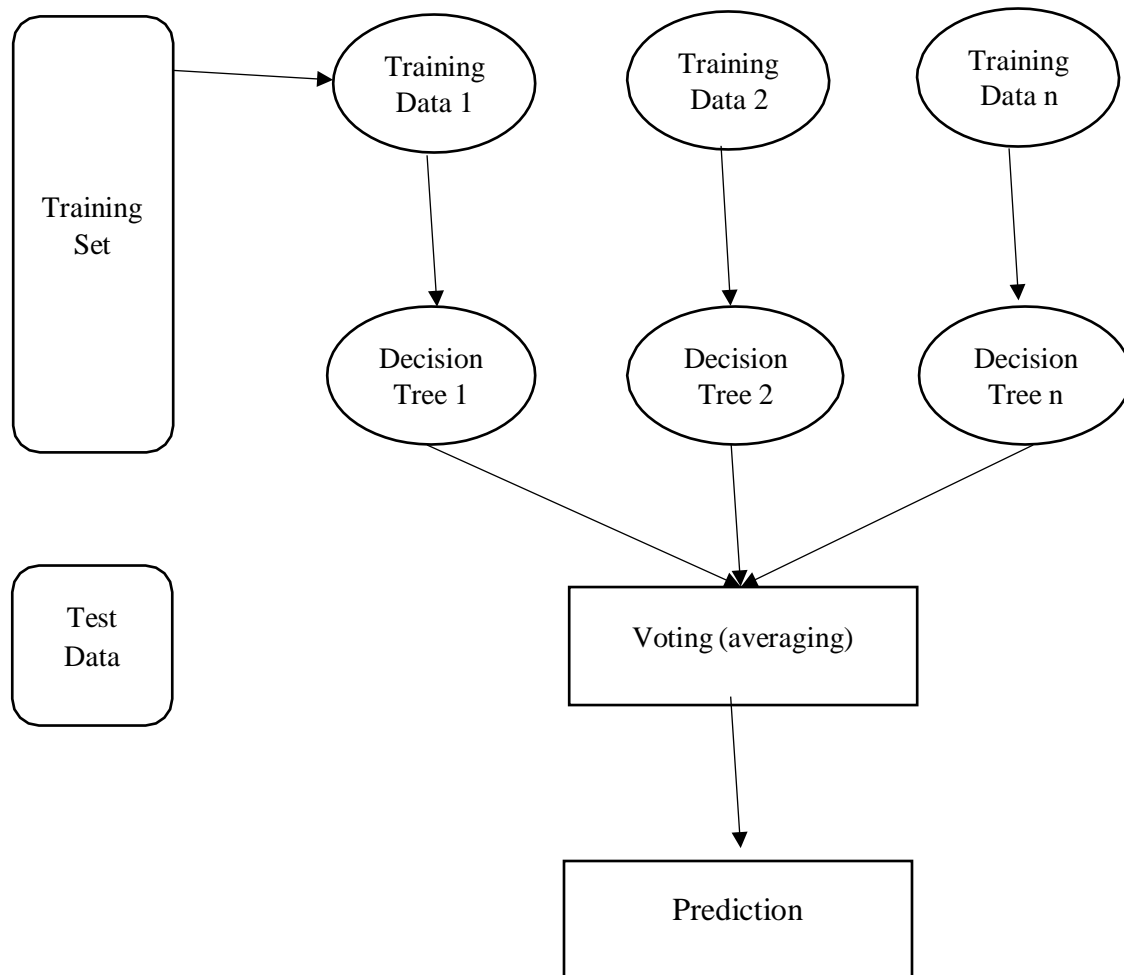 Training
Set
Training
Data 1
Training
Data 2
Training
Data n
Decision
Tree 1
Decision
Tree 2
Decision
Tree n
Test
Data
Voting (averaging)
Prediction